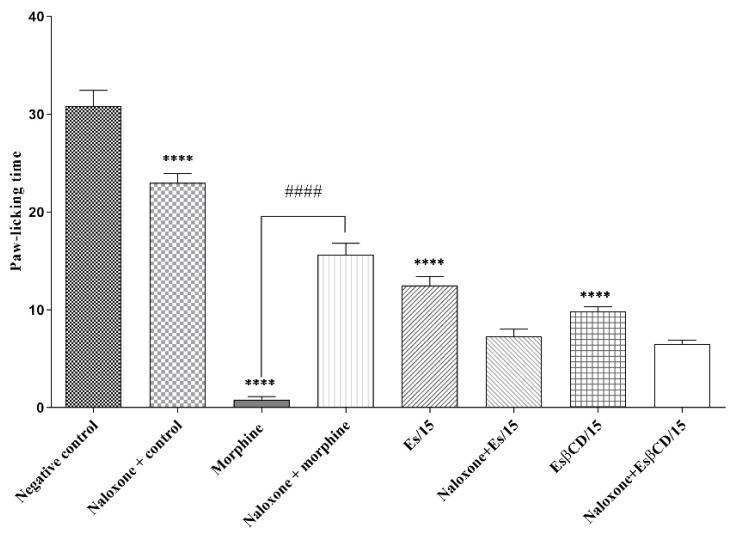 40
30
20
10
0
Paw-licking time
****
####
****
****
****
Negative control
Naloxone + control
Morphine
Naloxone + morphine
Es/15
Naloxone+Es/15
EsβCD/15
Naloxone+EsβCD/15